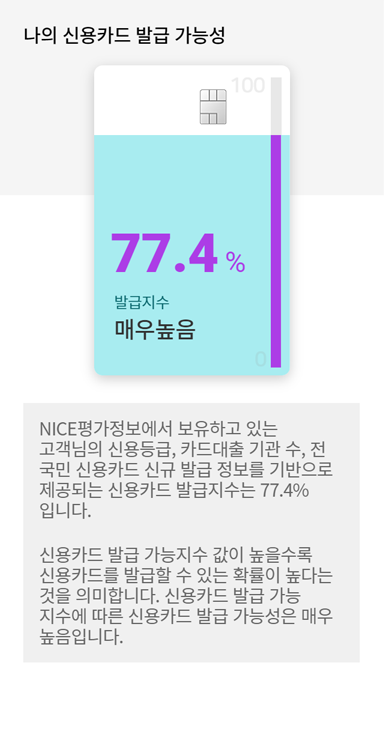 나의 신용카드 발급 가능성
100
77.4 %
발급지수
매우높음
0
NICE평가정보에서 보유하고 있는
고객님의 신용등급, 카드대출 기관 수, 전
국민 신용카드 신규 발급 정보를 기반으로
제공되는 신용카드 발급지수는 77.4%
입니다.
신용카드 발급 가능지수 값이 높을수록
신용카드를 발급할 수 있는 확률이 높다는
것을 의미합니다. 신용카드 발급 가능
지수에 따른 신용카드 발급 가능성은 매우
높음입니다.